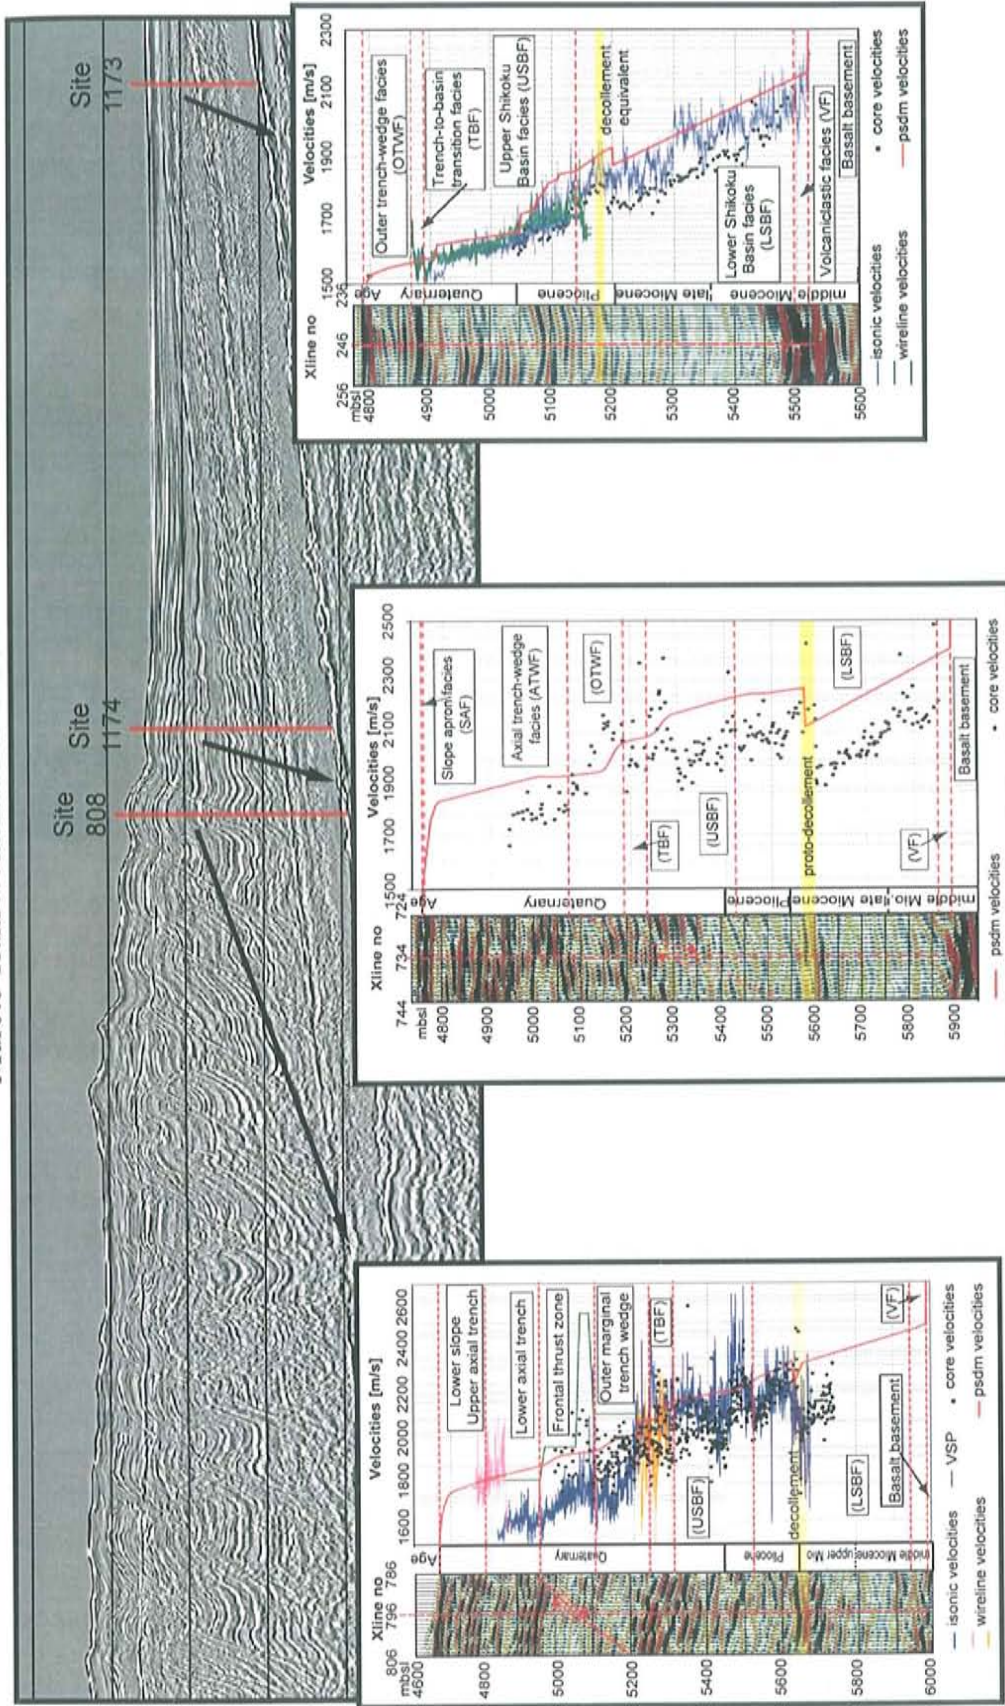 Site
808
Site
1174
Site
1173
Xline no
806 796 786
mbsl
Age
Velocities [m/s]
1600 1800 2000 2200 2400 2600
4600
4800
5000
5200
5400
5600
5800
6000
Quaternary
Pliocene
upper Mio
middle Miocene
Lower slope
Upper axial trench
Lower axial trench
Frontal thrust zone
Outer marginal
trench wedge
(TBF)
(USBF)
decollement
(LSBF)
Basalt basement
(VF)
isonic velocities
VSP
core velocities
wireline velocities
psdm velocities
Xline no
744 734 724
mbsl
Age
Velocities [m/s]
1500 1700 1900 2100 2300 2500
4800
4900
5000
5100
5200
5300
5400
5500
5600
5700
5800
5900
Quaternary
Pliocene
late Miocene
middle Mio.
Slope apron facies
(SAF)
Axial trench-wedge
facies (ATWF)
(OTWF)
(TBF)
(USBF)
proto-decollement
(LSBF)
(VF)
Basalt basement
psdm velocities
core velocities
Xline no
256 246 236
mbsl
Age
Velocities [m/s]
1500 1700 1900 2100 2300
4800
4900
5000
5100
5200
5300
5400
5500
5600
Quaternary
Pliocene
late Miocene
middle Miocene
Outer trench-wedge facies
(OTWF)
Trench-to-basin
transition facies
(TBF)
Upper Shikoku
Basin facies (USBF)
decollement
equivalent
Lower Shikoku
Basin facies
(LSBF)
Volcaniclastic facies (VF)
Basalt basement
isonic velocities
core velocities
wireline velocities
psdm velocities